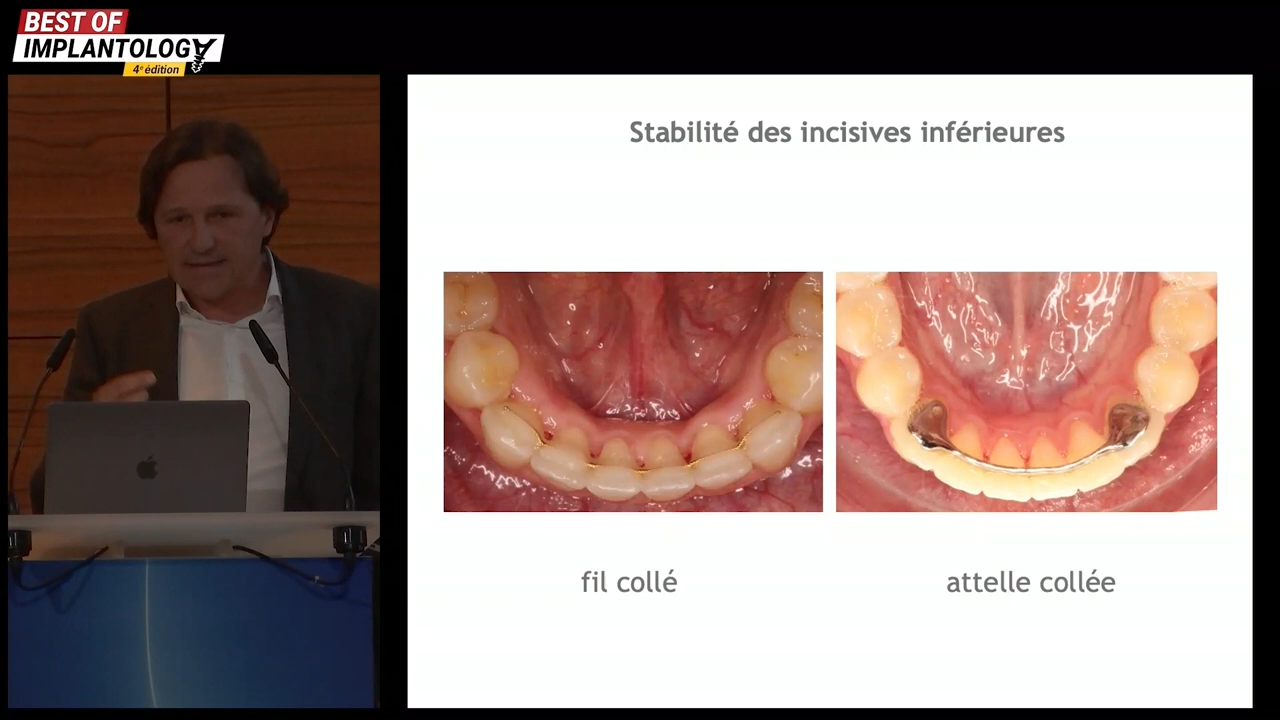 BEST OF
IMPLANTOLOGY
4e édition
Stabilité des incisives inférieures
fil collé
attelle collée